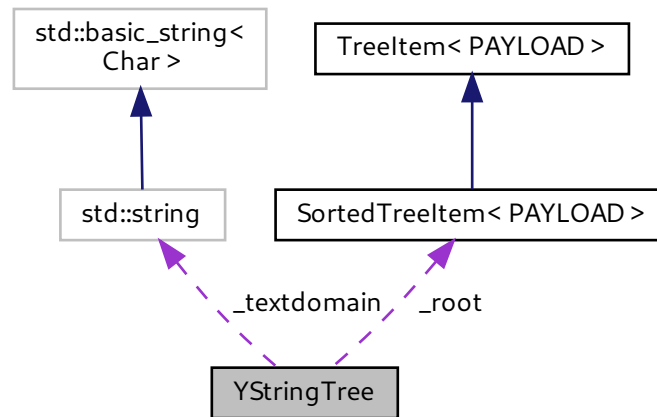 std::basic_string<
Char >
TreeItem< PAYLOAD >
std::string
SortedTreeItem< PAYLOAD >
_textdomain
_root
YStringTree